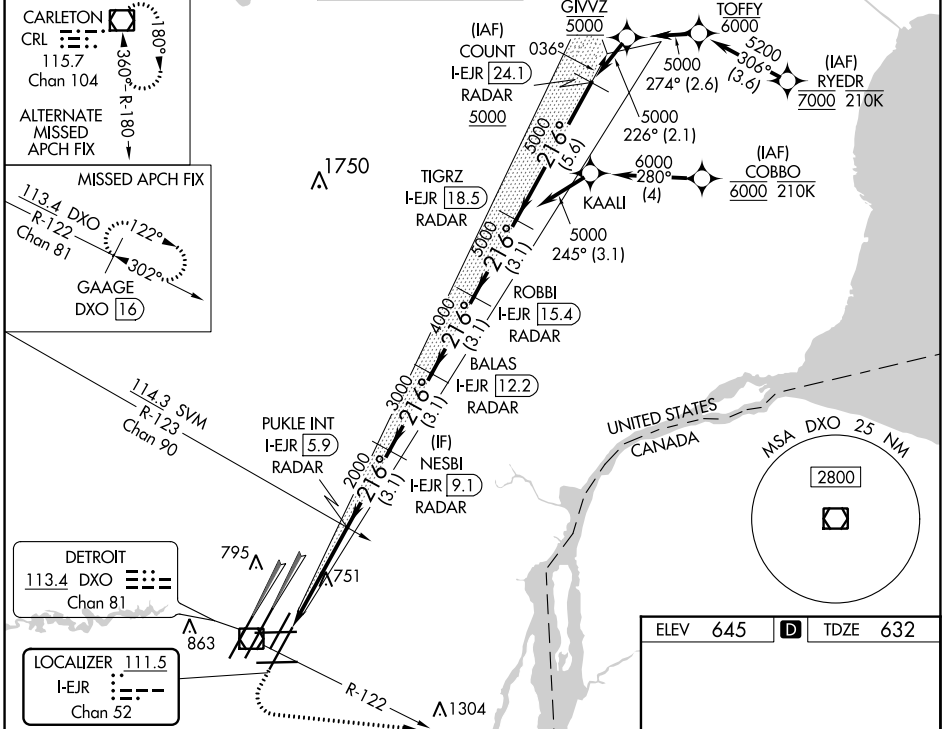 CARLETON
CRL
115.7
Chan 104
180°
360°
R-180
ALTERNATE
MISSED
APCH FIX
MISSED APCH FIX
113.4 DXO
R-122
Chan 81
122°
302°
GAAGE
DXO 16
1750
(IAF)
COUNT
I-EJR 24.1
RADAR
5000
036°
GIVVZ
5000
TOFFY
6000
5000
274° (2.6)
5200
306°
(3.6)
(IAF)
RYEDR
7000 210K
5000
226° (2.1)
5000
216°
(5.6)
6000
280°
(4)
(IAF)
COBBO
6000 210K
KAALI
5000
245° (3.1)
TIGRZ
I-EJR 18.5
RADAR
5000
216°
(3.1)
ROBBI
I-EJR 15.4
RADAR
4000
216°
(3.1)
BALAS
I-EJR 12.2
RADAR
3000
216°
(3.1)
(IF)
NESBI
I-EJR 9.1
RADAR
2000
216°
(3.1)
PUKLE INT
I-EJR 5.9
RADAR
114.3 SVM
R-123
Chan 90
UNITED STATES
CANADA
MSA DXO 25 NM
2800
795
751
DETROIT
113.4 DXO
Chan 81
863
LOCALIZER 111.5
I-EJR
Chan 52
R-122
1304
ELEV 645 D TDZE 632